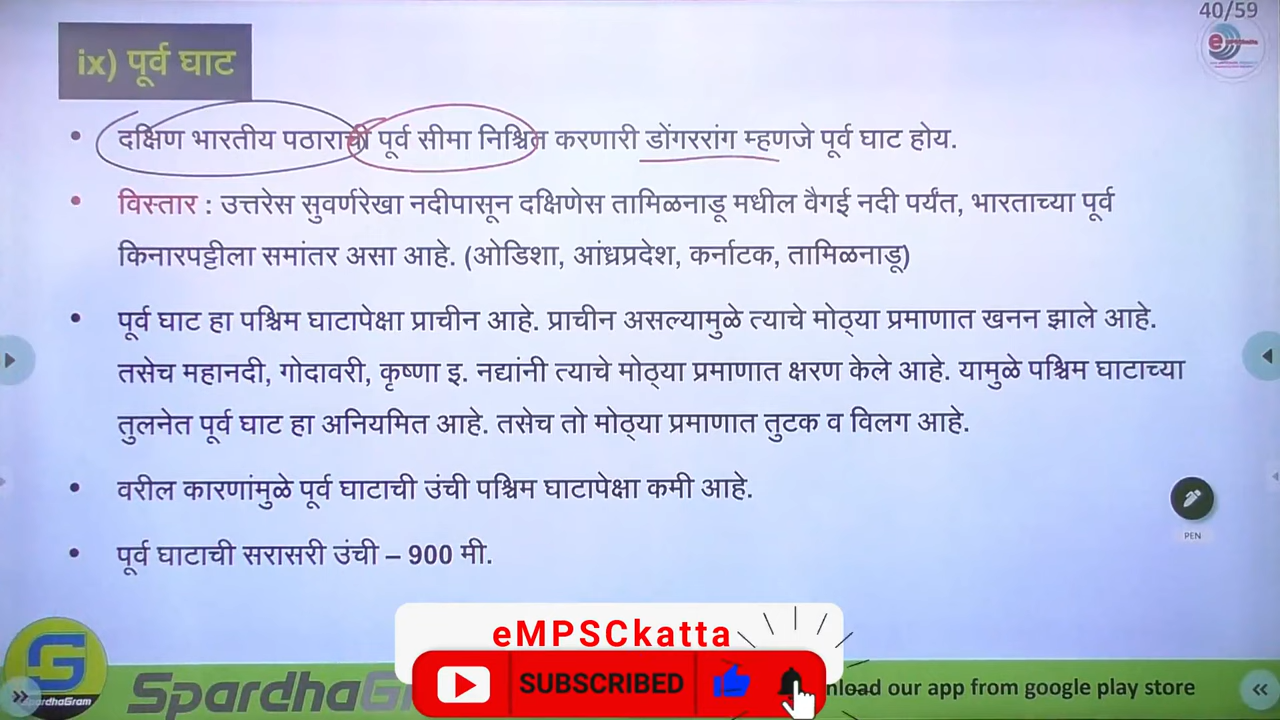 40/59
ix) पूर्व घाट
• दक्षिण भारतीय पठाराची पूर्व सीमा निश्चित करणारी डोंगररांग म्हणजे पूर्व घाट होय.
• विस्तार : उत्तरेस सुवर्णरेखा नदीपासून दक्षिणेस तामिळनाडू मधील वैगई नदी पर्यंत, भारताच्या पूर्व
किनारपट्टीला समांतर असा आहे. (ओडिशा, आंध्रप्रदेश, कर्नाटक, तामिळनाडू)
• पूर्व घाट हा पश्चिम घाटापेक्षा प्राचीन आहे. प्राचीन असल्यामुळे त्याचे मोठ्या प्रमाणात खनन झाले आहे.
तसेच महानदी, गोदावरी, कृष्णा इ. नद्यांनी त्याचे मोठ्या प्रमाणात क्षरण केले आहे. यामुळे पश्चिम घाटाच्या
तुलनेत पूर्व घाट हा अनियमित आहे. तसेच तो मोठ्या प्रमाणात तुटक व विलग आहे.
• वरील कारणांमुळे पूर्व घाटाची उंची पश्चिम घाटापेक्षा कमी आहे.
• पूर्व घाटाची सरासरी उंची – 900 मी.
PEN
eMPSCkatta
SUBSCRIBED
SpardhaGram
SpardhaG
nload our app from google play store